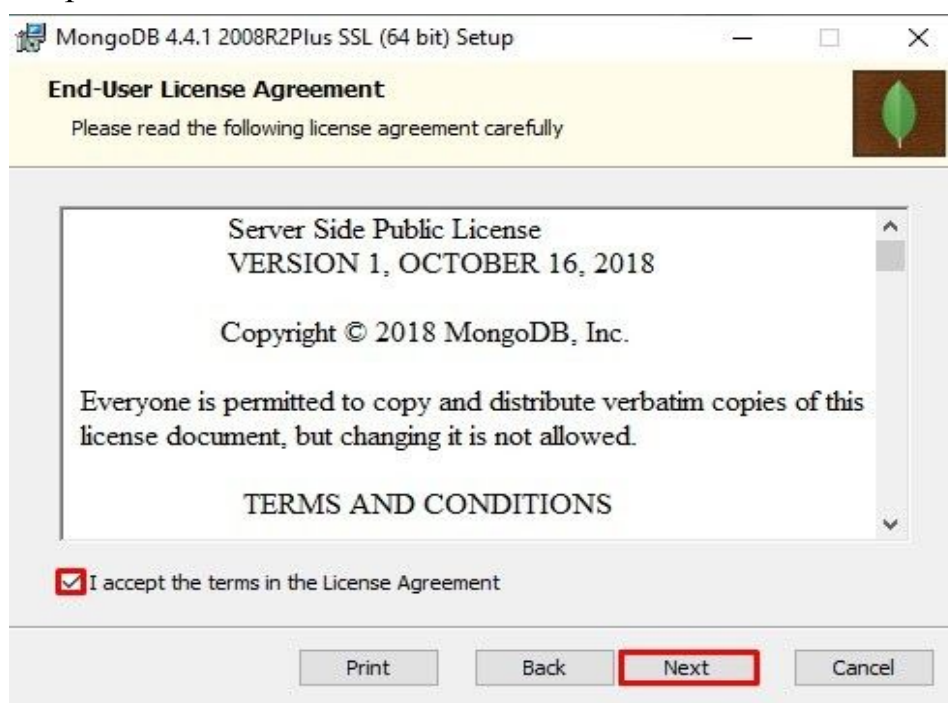 MongoDB 4.4.1 2008R2Plus SSL (64 bit) Setup
End-User License Agreement
Please read the following license agreement carefully
Server Side Public License
VERSION 1, OCTOBER 16, 2018
Copyright © 2018 MongoDB, Inc.
Everyone is permitted to copy and distribute verbatim copies of this
license document, but changing it is not allowed.
TERMS AND CONDITIONS
I accept the terms in the License Agreement
Print Back Next Cancel